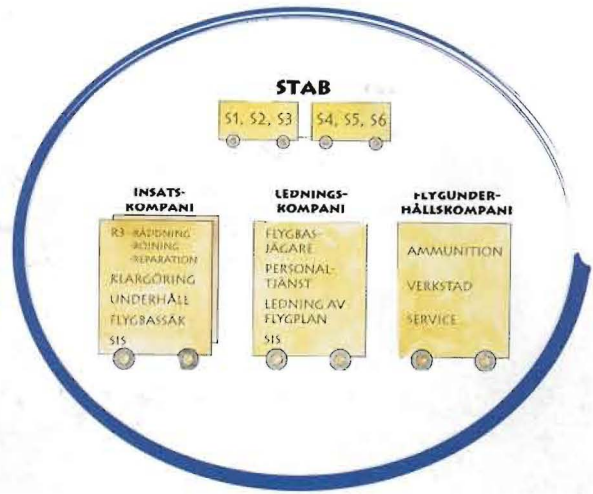 STAB
S1, S2, S3 S4, S5, S6
INSATS-
KOMPANI
R3 -RÄDDNING
-RÖJNING
-REPARATION
KLARGÖRING
UNDERHÅLL
FLYGBASSÄK
SIS
LEDNINGS-
KOMPANI
FLYGBAS-
JÄGARE
PERSONAL-
TJÄNST
LEDNING AV
FLYGPLAN
SIS
FLYGUNDER-
HÅLLSKOMPANI
AMMUNITION
VERKSTAD
SERVICE